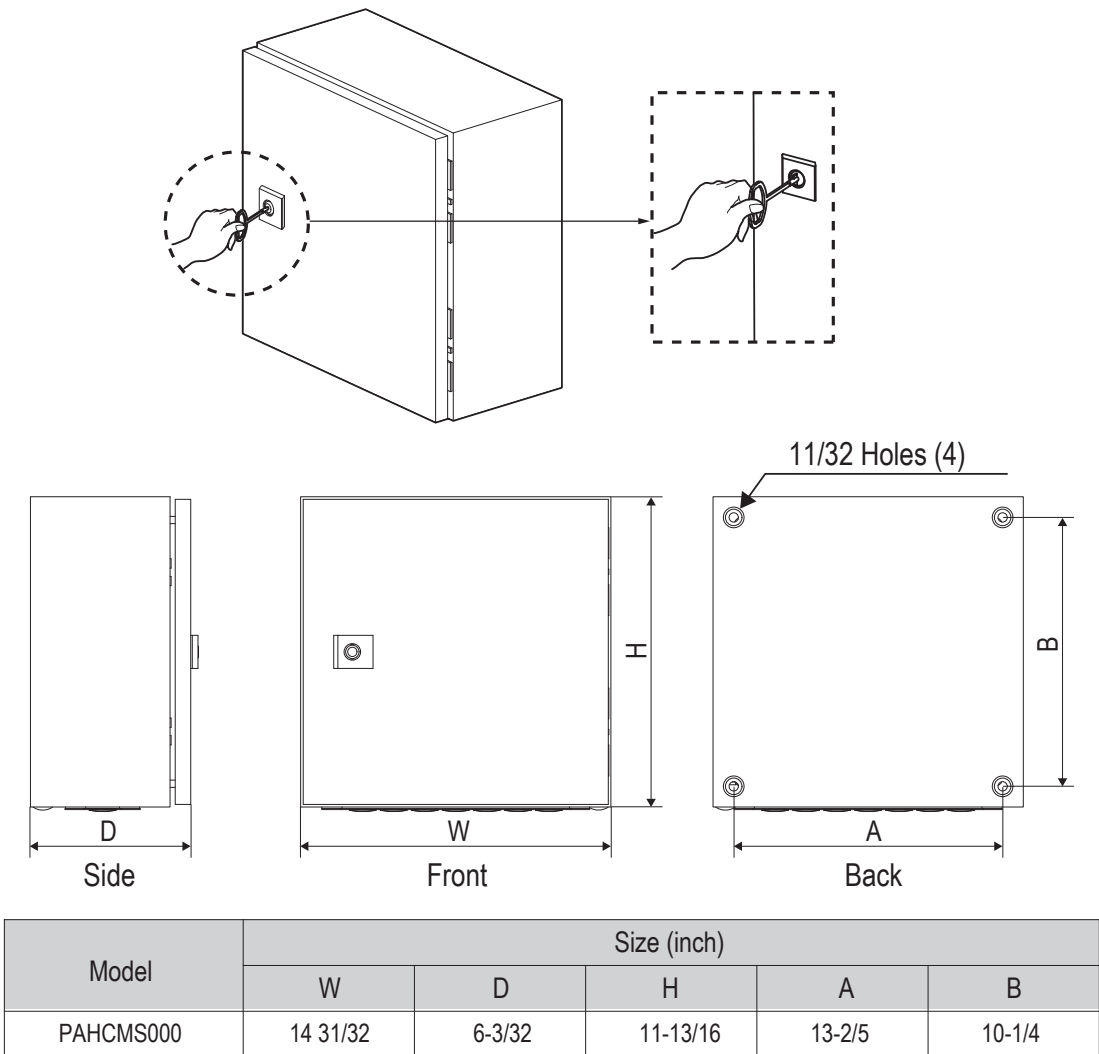 11/32 Holes (4)
H
B
D
W
A
Side
Front
Back
Model
Size (inch)
W
D
H
A
B
PAHCMS000
14 31/32
6-3/32
11-13/16
13-2/5
10-1/4